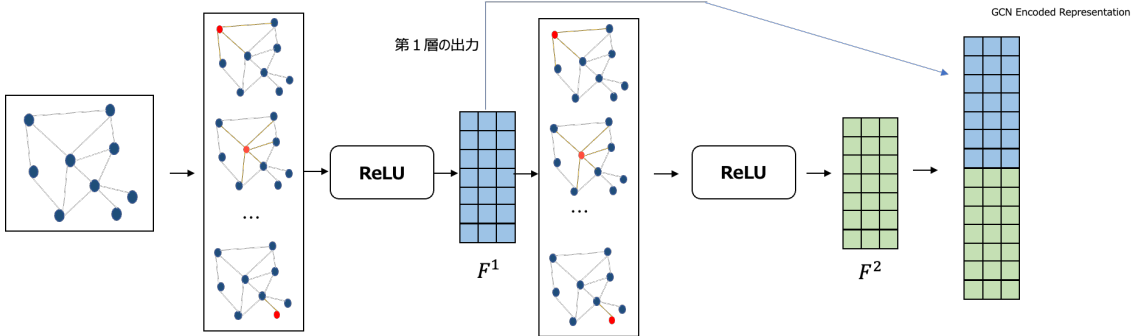 GCN Encoded Representation
第1層の出力
ReLU
ReLU
...
...
F¹
F²